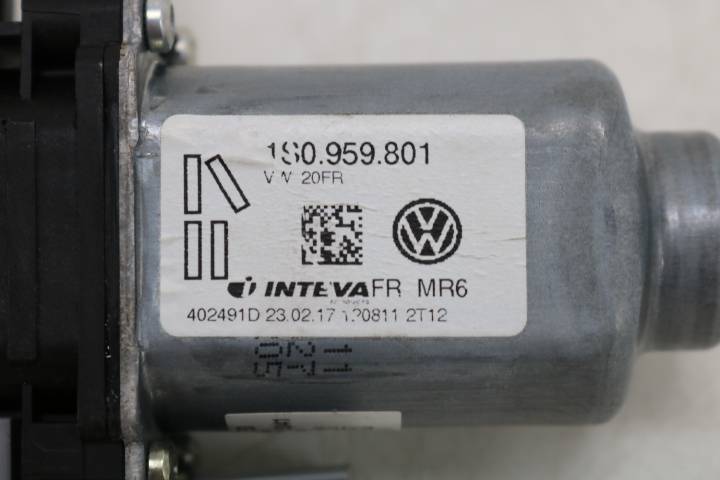 1S0.959.801
VW 20FR
INTEVA FR MR6
402491D 23.02.17 120811 2T12